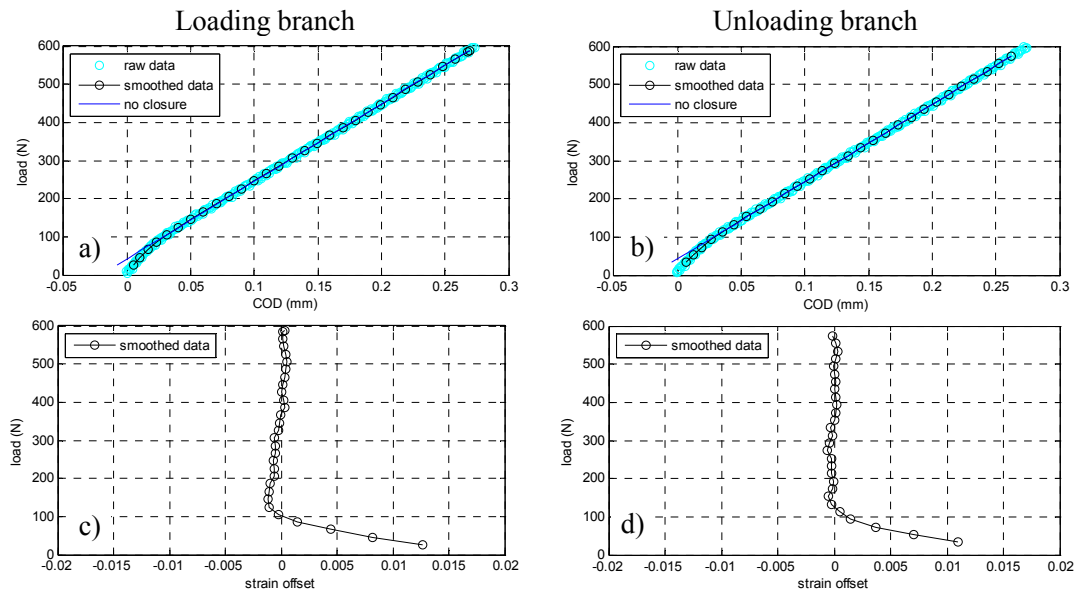 Loading branch
Unloading branch
600
500
400
300
200
100
0
load (N)
raw data
smoothed data
no closure
a)
-0.05 0 0.05 0.1 0.15 0.2 0.25 0.3
COD (mm)
600
500
400
300
200
100
0
load (N)
raw data
smoothed data
no closure
b)
-0.05 0 0.05 0.1 0.15 0.2 0.25 0.3
COD (mm)
600
500
400
300
200
100
0
load (N)
smoothed data
c)
-0.02 -0.015 -0.01 -0.005 0 0.005 0.01 0.015 0.02
strain offset
600
500
400
300
200
100
0
load (N)
smoothed data
d)
-0.02 -0.015 -0.01 -0.005 0 0.005 0.01 0.015 0.02
strain offset